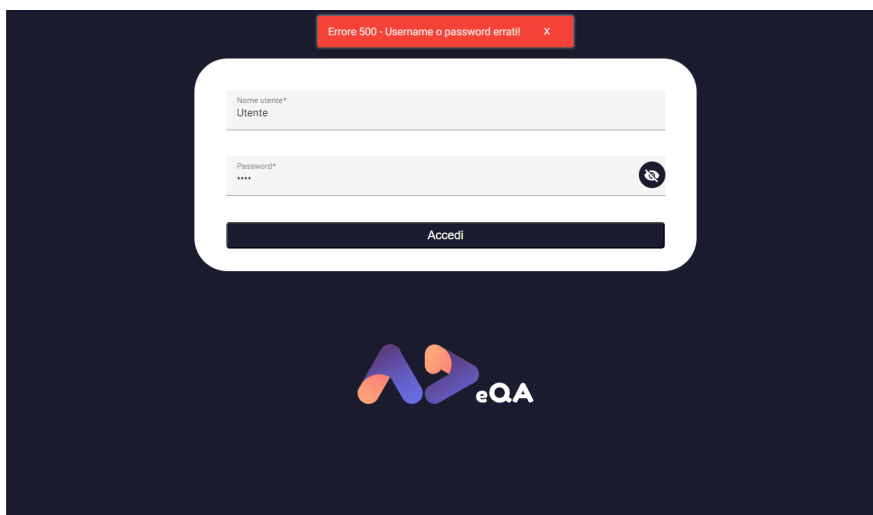 Errore 500 - Username o password errati! X
Nome utente*
Utente
Password*
••••
Accedi
eQA